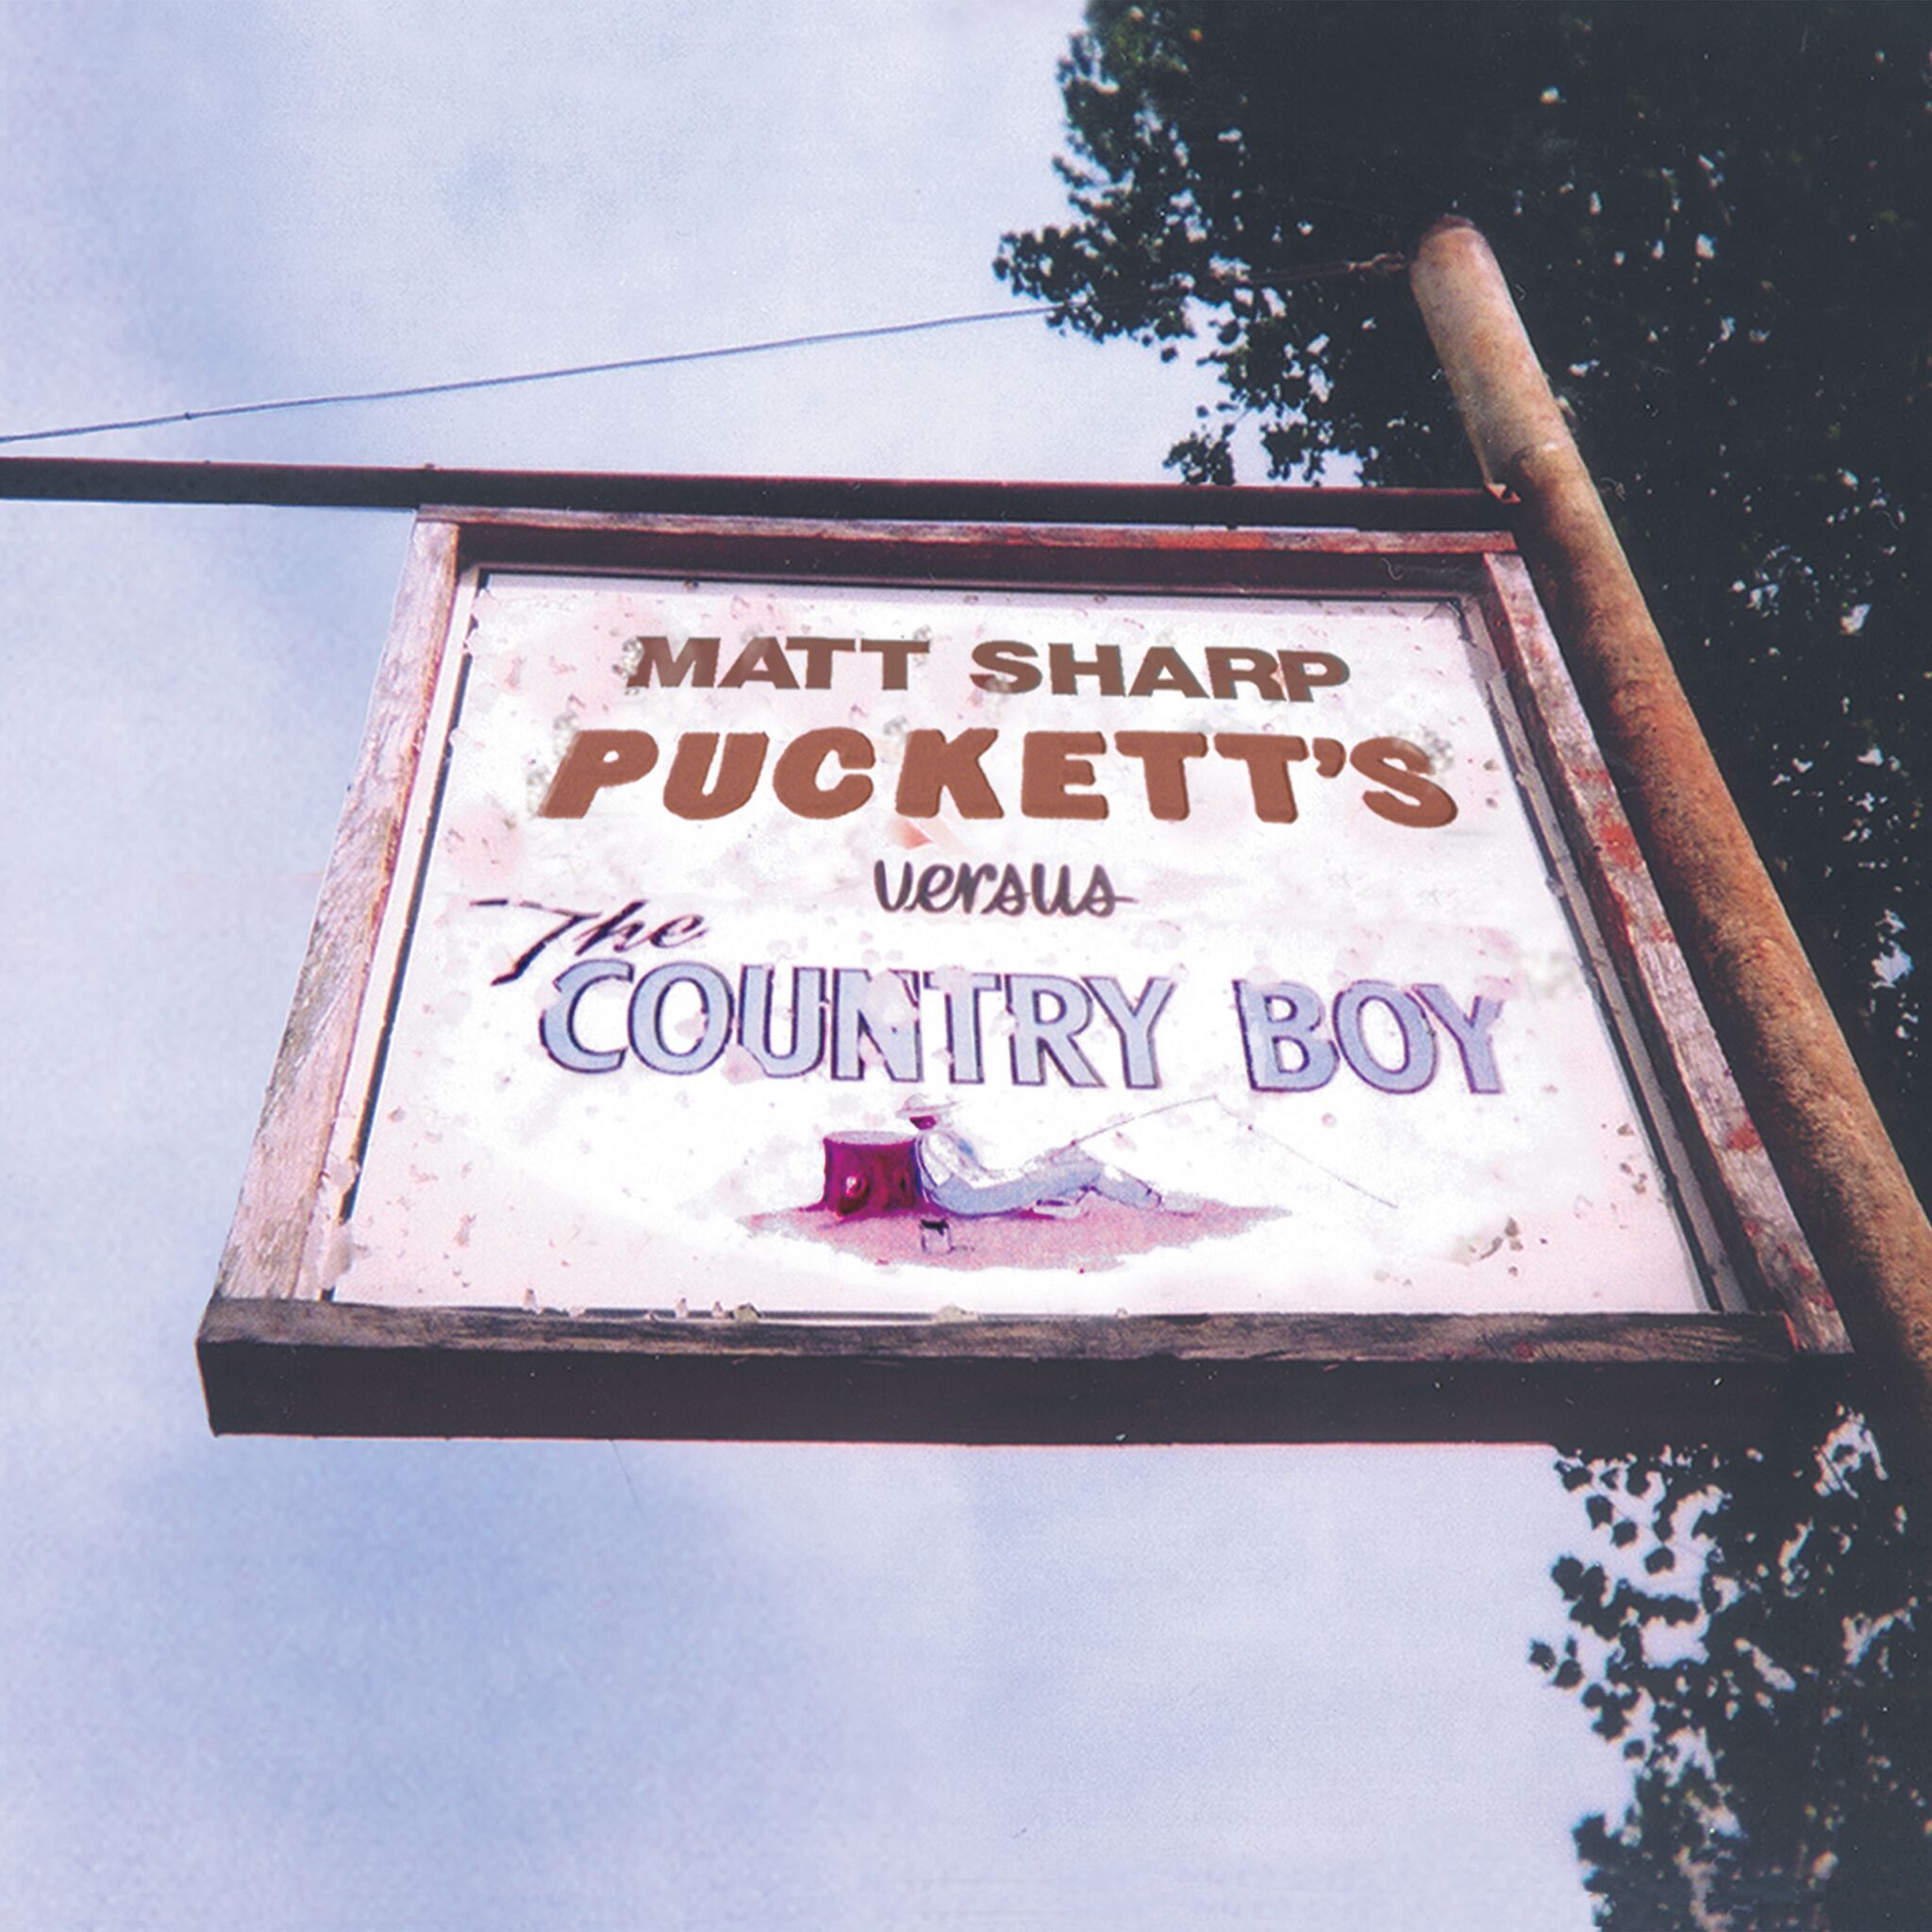 MATT SHARP
PUCKETT'S
versus
The
COUNTRY BOY